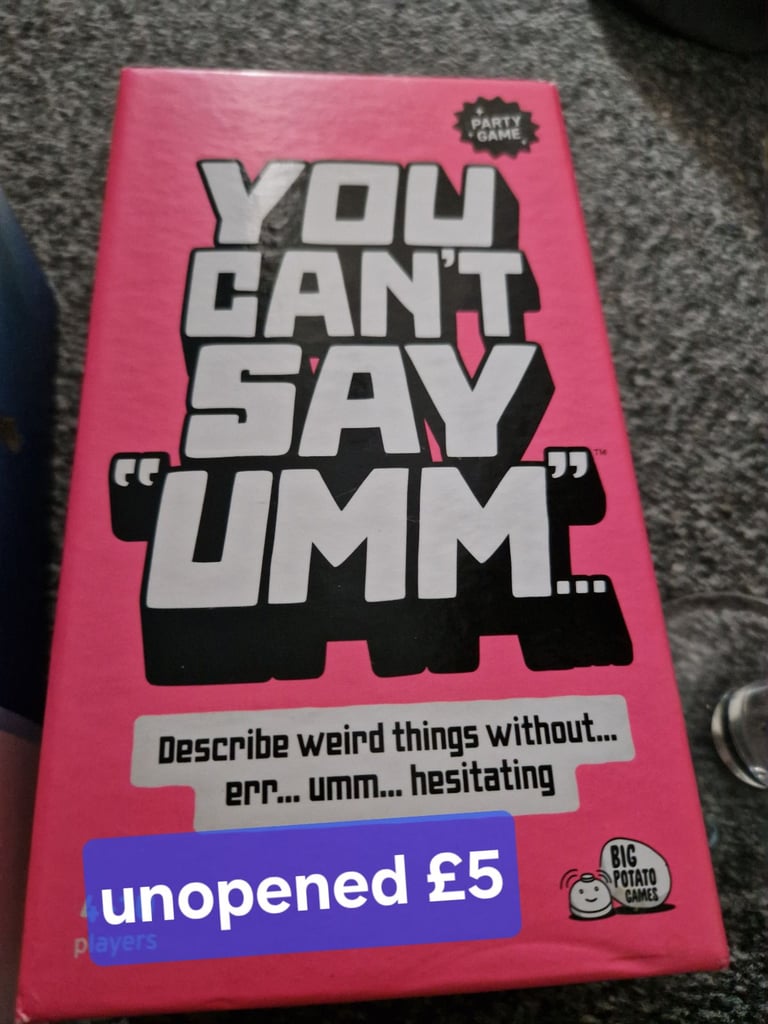 PARTY
GAME
YOU
CAN'T
SAY
"UMM"...
TM
Describe weird things without...
err... umm... hesitating
unopened £5
players
BIG
POTATO
GAMES